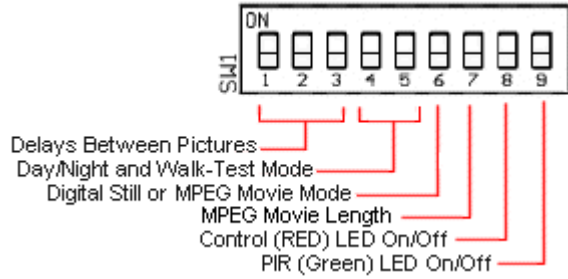 ON
SW1
1 2 3 4 5 6 7 8 9
Delays Between Pictures
Day/Night and Walk-Test Mode
Digital Still or MPEG Movie Mode
MPEG Movie Length
Control (RED) LED On/Off
PIR (Green) LED On/Off